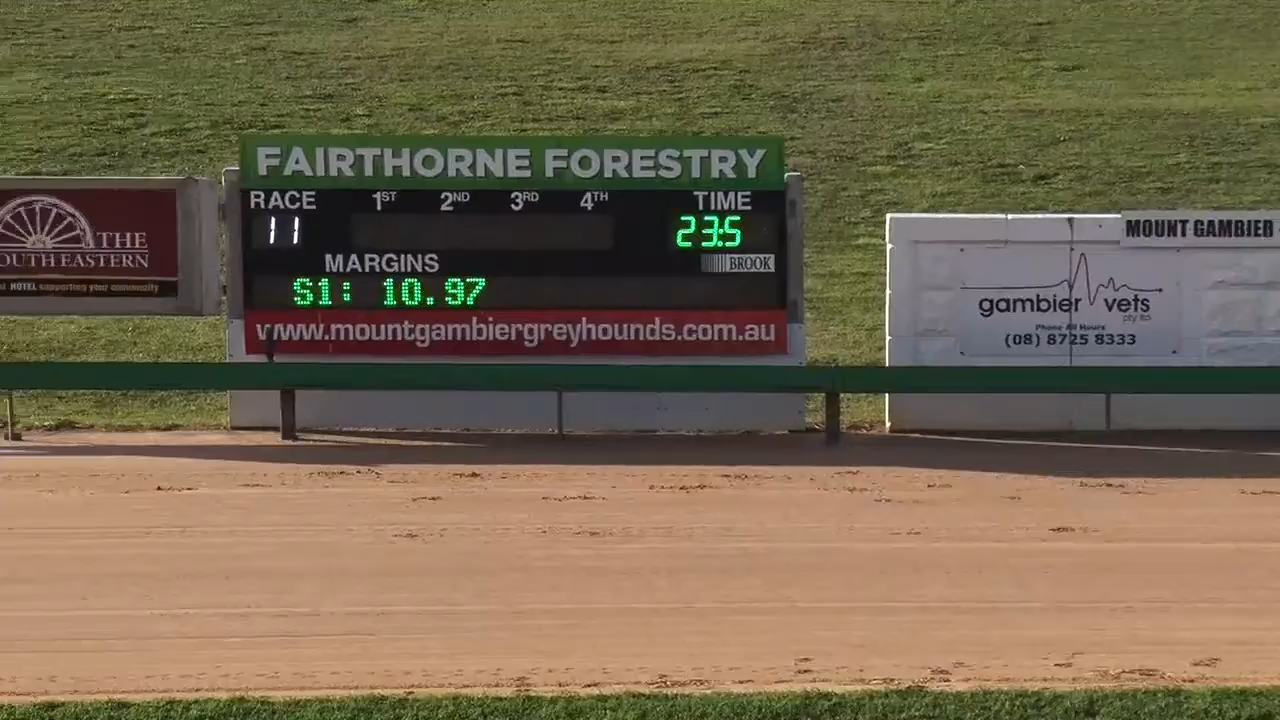 FAIRTHORNE FORESTRY
RACE 1ST 2ND 3RD 4TH TIME
11 23.5
MARGINS BROOK
S1: 10.97
www.mountgambiergreyhounds.com.au
THE
OUTH EASTERN
HOTEL supporting your community
MOUNT GAMBIER
gambier vets
pty ltd
Phone All Hours
(08) 8725 8333